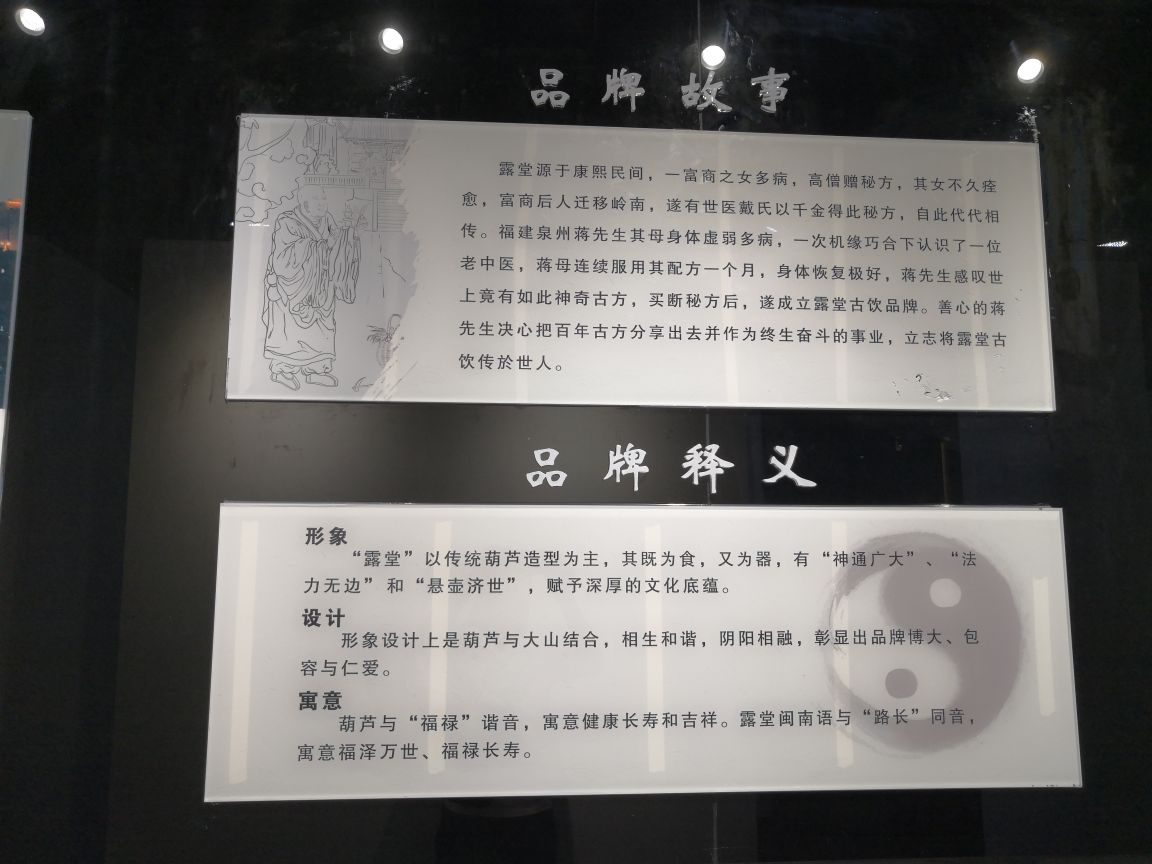 品牌故事
露堂源于康熙民间，一富商之女多病，高僧赠秘方，其女不久痊
愈，富商后人迁移岭南，遂有世医戴氏以千金得此秘方，自此代代相
传。福建泉州蒋先生其母身体虚弱多病，一次机缘巧合下认识了一位
老中医，蒋母连续服用其配方一个月，身体恢复极好，蒋先生感叹世
上竟有如此神奇古方，买断秘方后，遂成立露堂古饮品牌。善心的蒋
先生决心把百年古方分享出去并作为终生奋斗的事业，立志将露堂古
饮传於世人。
品牌释义
形象
“露堂”以传统葫芦造型为主，其既为食，又为器，有“神通广大”、“法
力无边”和“悬壶济世”，赋予深厚的文化底蕴。
设计
形象设计上是葫芦与大山结合，相生和谐，阴阳相融，彰显出品牌博大、包
容与仁爱。
寓意
葫芦与“福禄”谐音，寓意健康长寿和吉祥。露堂闽南语与“路长”同音，
寓意福泽万世、福禄长寿。